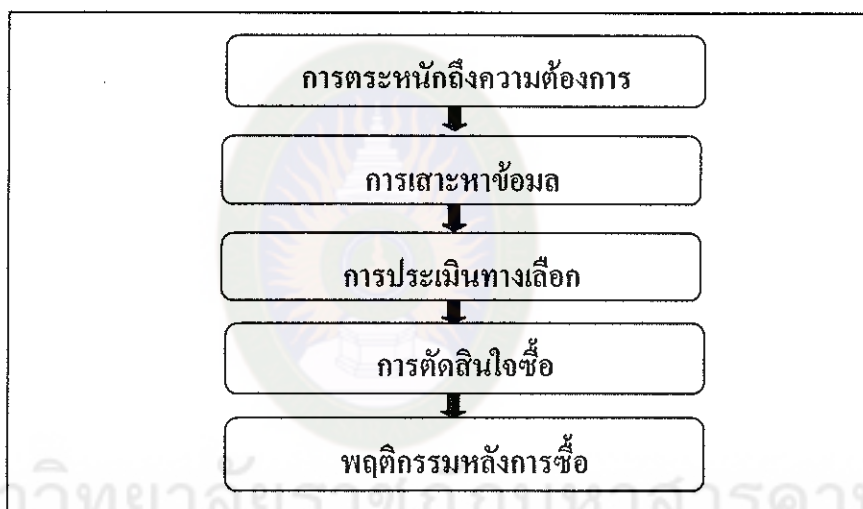 การตระหนักถึงความต้องการ
การเสาะหาข้อมล
การประเมินทางเลือก
การตัดสินใจซื้อ
พฤติกรรมหลังการซื้อ